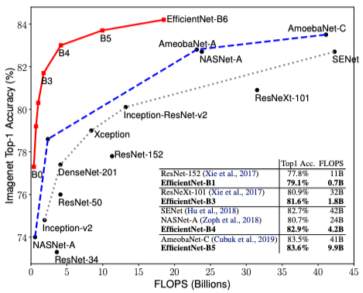 84
82
80
78
76
74
0
5
10
15
20
25
30
35
40
45
Imagenet Top-1 Accuracy (%)
FLOPS (Billions)
EfficientNet-B6
AmoebaNet-C
B5
AmeobaNet-A
B4
NASNet-A
SENet
B3
ResNeXt-101
Inception-ResNet-v2
Xception
ResNet-152
B0
DenseNet-201
ResNet-50
Inception-v2
NASNet-A
ResNet-34
Top1 Acc. FLOPS
ResNet-152 (Xie et al., 2017) 77.8% 11B
EfficientNet-B1 79.1% 0.7B
ResNeXt-101 (Xie et al., 2017) 80.9% 32B
EfficientNet-B3 81.6% 1.8B
SENet (Hu et al., 2018) 82.7% 42B
NASNet-A (Zoph et al., 2018) 80.7% 24B
EfficientNet-B4 82.9% 4.2B
AmoebaNet-C (Cubuk et al., 2019) 83.5% 41B
EfficientNet-B5 83.6% 9.9B